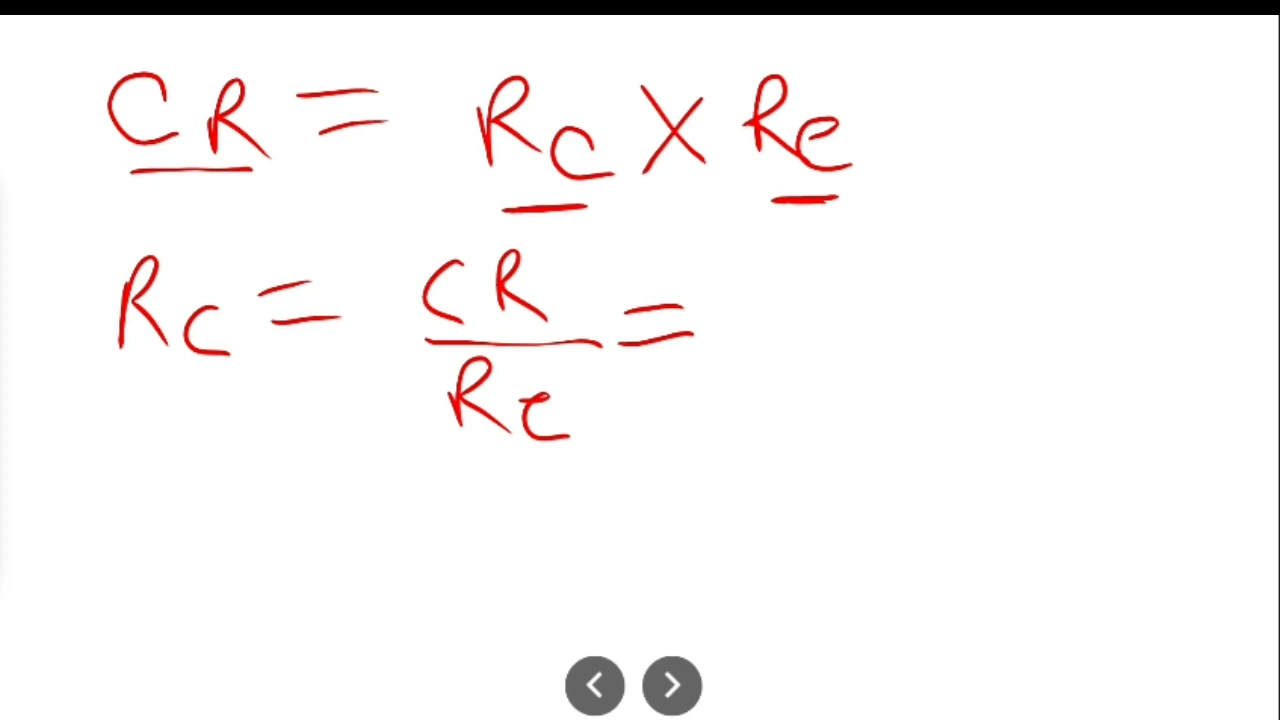 CR = Rc X Re
Rc = CR / Re =